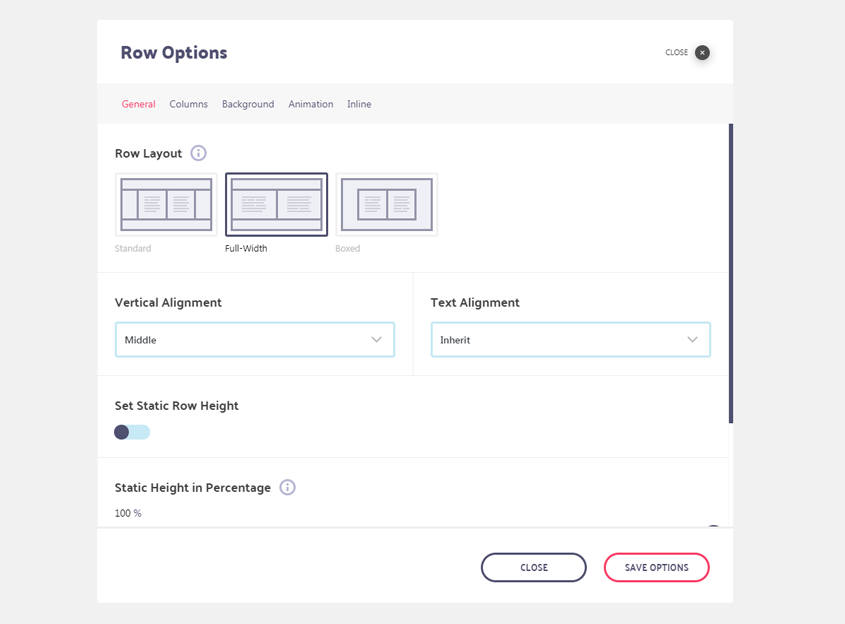 Row Options
CLOSE
General Columns Background Animation Inline
Row Layout
Standard Full-Width Boxed
Vertical Alignment Text Alignment
Middle Inherit
Set Static Row Height
Static Height in Percentage
100 %
CLOSE SAVE OPTIONS